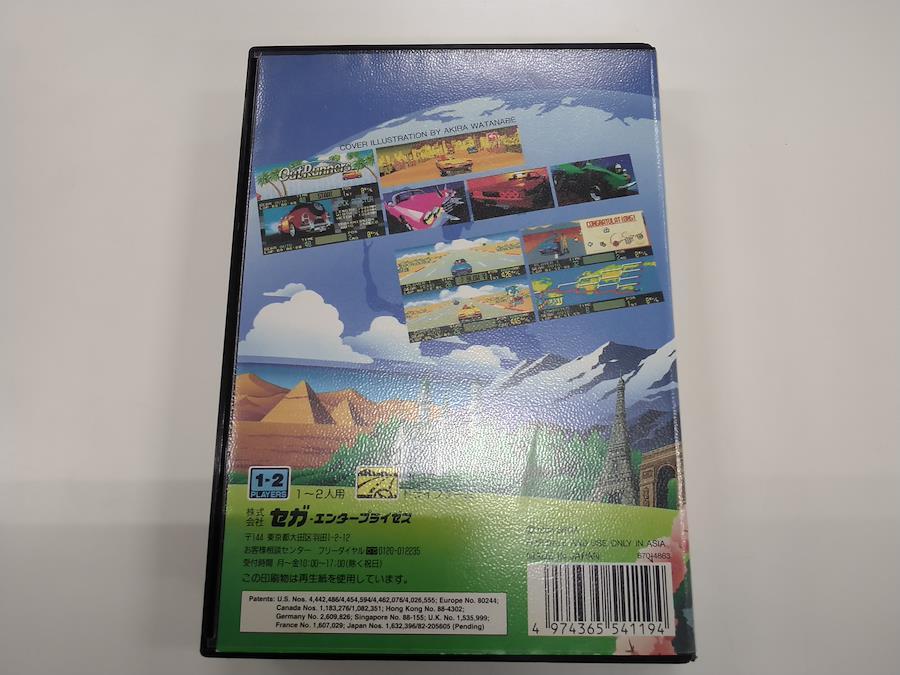 COVER ILLUSTRATION BY AKIRA WATANABE
OutRunners
CONGRATULATIONS!
1-2
PLAYERS
1～2人用
株式会社 セガ・エンタープライゼス
〒144 東京都大田区羽田1-2-12
お客様相談センター フリーダイヤル 0120-012235
受付時間 月～金10:00～17:00(除く祝日)
この印刷物は再生紙を使用しています。
FOR SALE AND USE ONLY IN ASIA
MADE IN JAPAN
670-4863
Patents: U.S. Nos. 4,442,486/4,454,594/4,462,076/4,026,555; Europe No. 80244;
Canada Nos. 1,183,276/1,082,351; Hong Kong No. 88-4302;
Germany No. 2,609,826; Singapore No. 88-155; U.K. No. 1,535,999;
France No. 1,607,029; Japan Nos. 1,632,396/82-205605 (Pending)
4 974365 541194